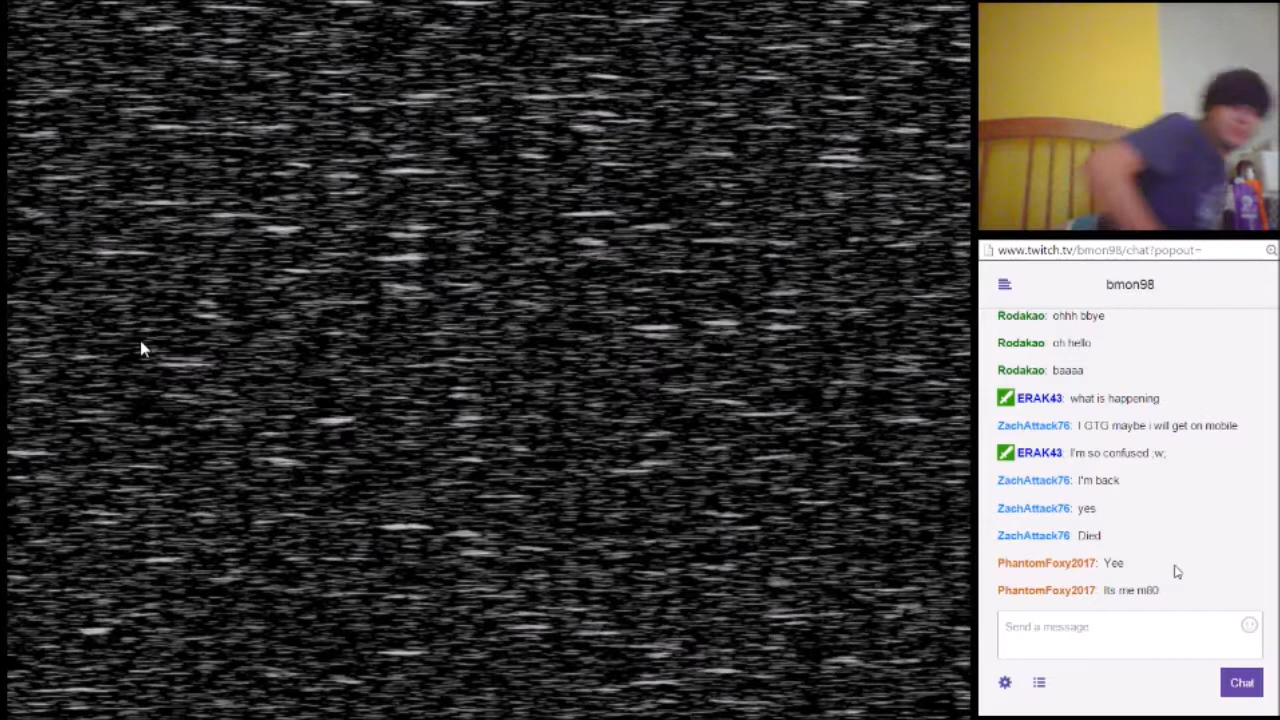 www.twitch.tv/bmon98/chat?popout=
bmon98
Rodakao: ohhh bbye
Rodakao: oh hello
Rodakao: baaaa
ERAK43: what is happening
ZachAttack76: I GTG maybe i will get on mobile
ERAK43: I'm so confused ;w;
ZachAttack76: I'm back
ZachAttack76: yes
ZachAttack76: Died
PhantomFoxy2017: Yee
PhantomFoxy2017: Its me m80
Send a message
Chat